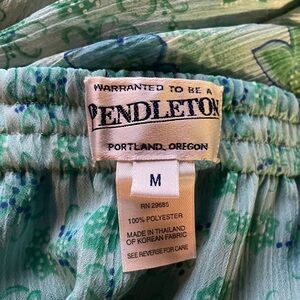 WARRANTED TO BE A
PENDLETON
PORTLAND, OREGON
M
RN 29685
100% POLYESTER
MADE IN THAILAND
OF KOREAN FABRIC
SEE REVERSE FOR CARE